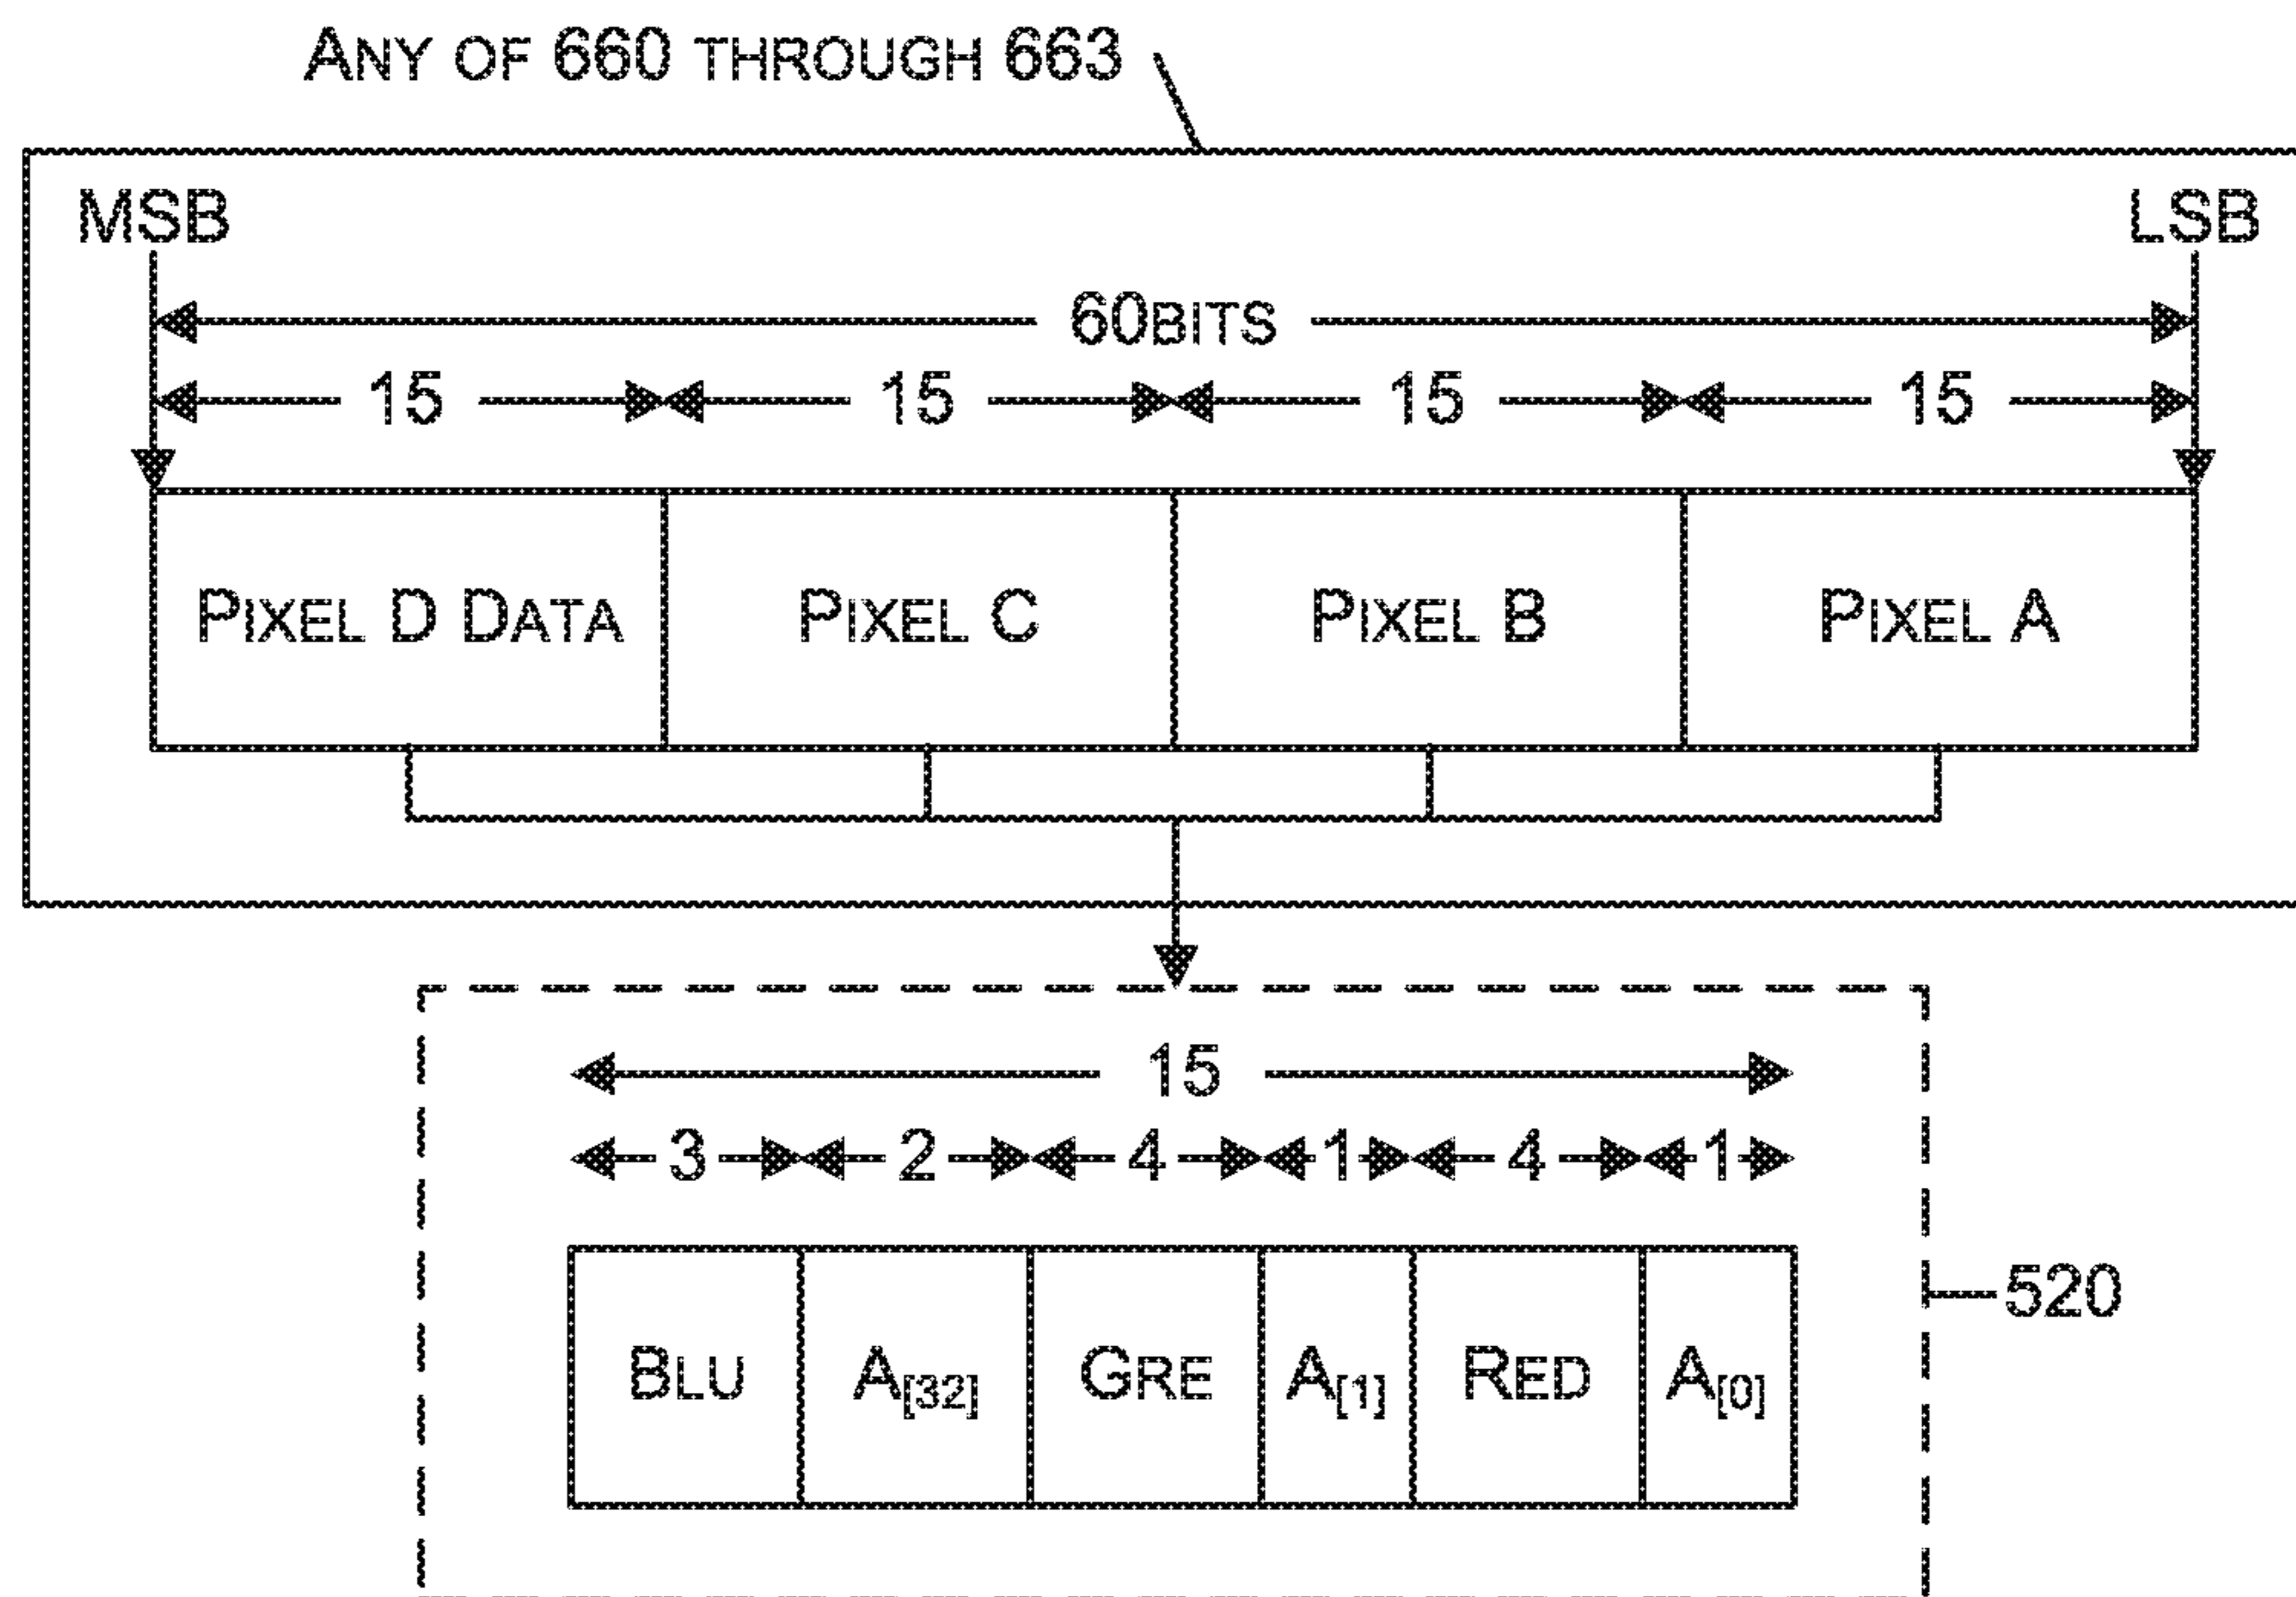 ANY OF 660 THROUGH 663
MSB LSB
60BITS
15 15 15 15
PIXEL D DATA PIXEL C PIXEL B PIXEL A
15
3 2 4 1 4 1
BLU A[32] GRE A[1] RED A[0]
520